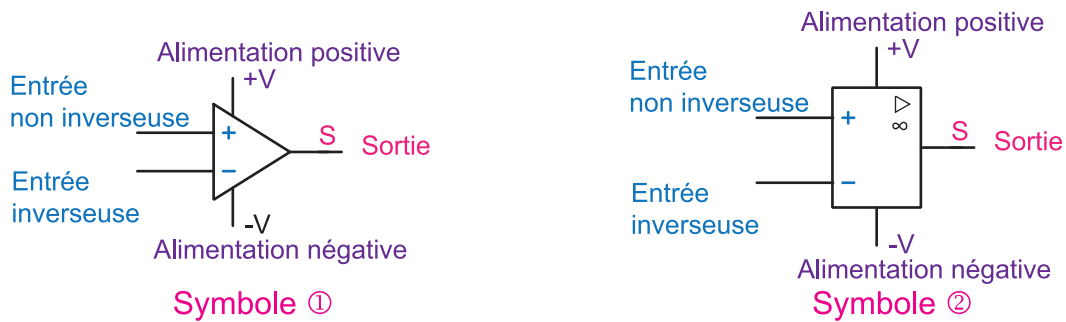 Alimentation positive
+V
Entrée
non inverseuse
+
S
Sortie
−
Entrée
inverseuse
-V
Alimentation négative
Symbole ①
Alimentation positive
+V
Entrée
non inverseuse
▷
∞
+
S
Sortie
−
Entrée
inverseuse
-V
Alimentation négative
Symbole ②